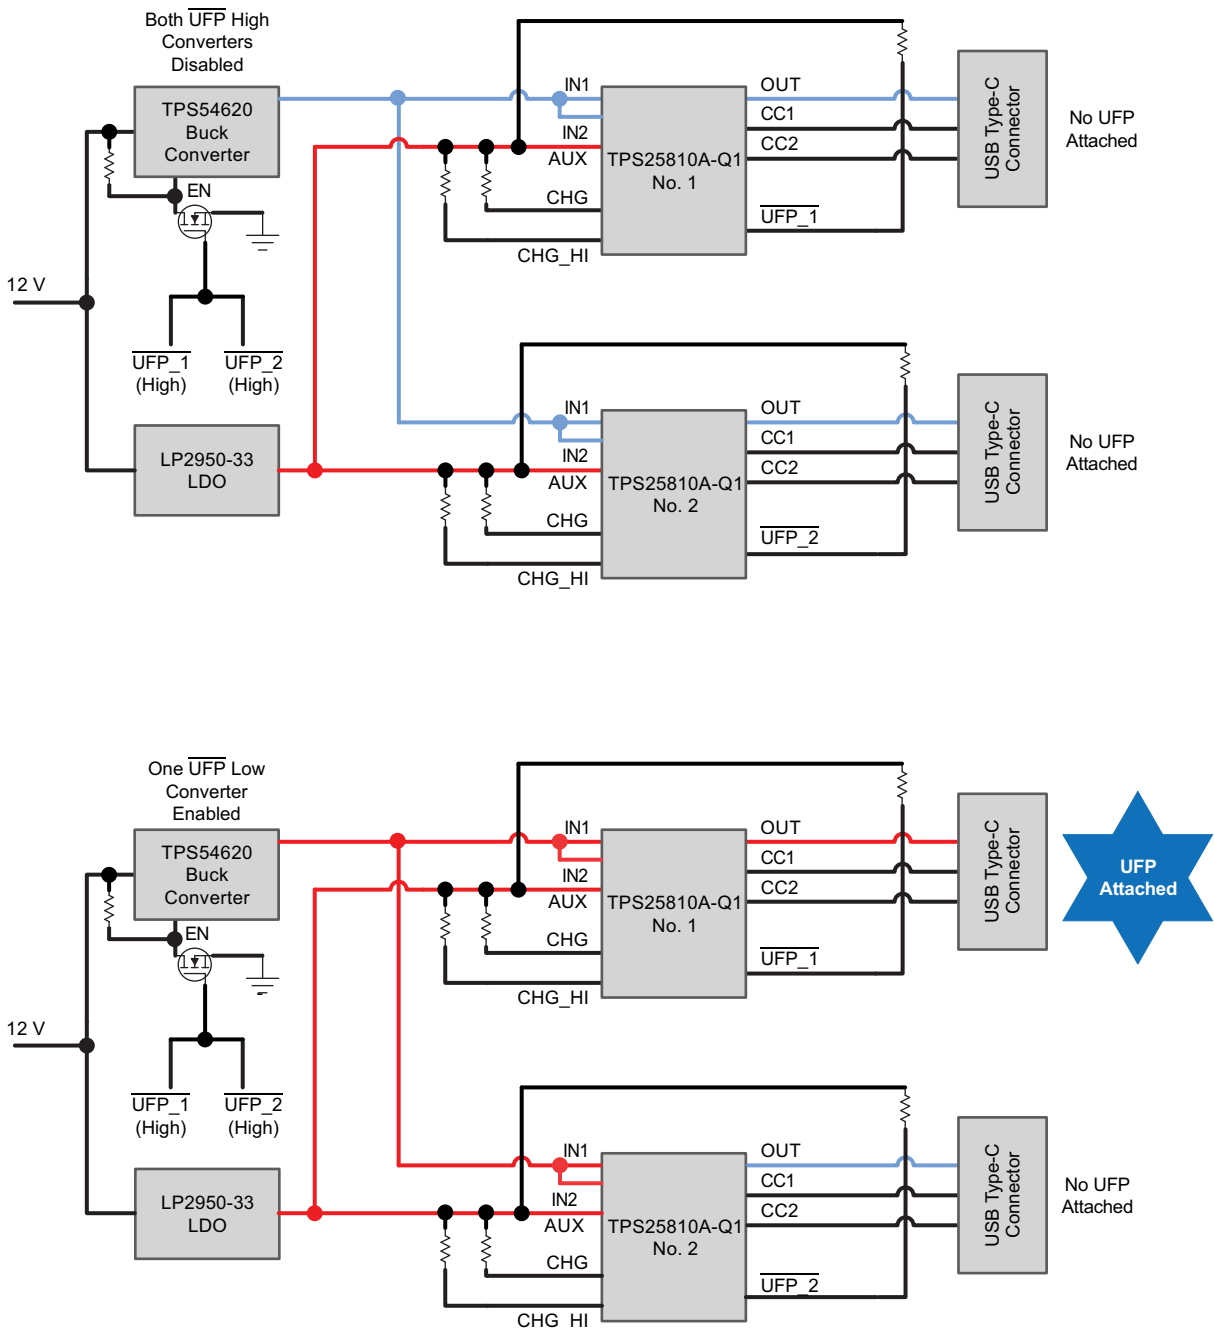 Both UFP High
Converters
Disabled
TPS54620
Buck
Converter
EN
12 V
UFP_1
(High)
UFP_2
(High)
LP2950-33
LDO
IN1
IN2
AUX
CHG
CHG_HI
TPS25810A-Q1
No. 1
OUT
CC1
CC2
UFP_1
USB Type-C
Connector
No UFP
Attached
IN1
IN2
AUX
CHG
CHG_HI
TPS25810A-Q1
No. 2
OUT
CC1
CC2
UFP_2
USB Type-C
Connector
No UFP
Attached
One UFP Low
Converter
Enabled
TPS54620
Buck
Converter
EN
12 V
UFP_1
(High)
UFP_2
(High)
LP2950-33
LDO
IN1
IN2
AUX
CHG
CHG_HI
TPS25810A-Q1
No. 1
OUT
CC1
CC2
UFP_1
USB Type-C
Connector
UFP
Attached
IN1
IN2
AUX
CHG
CHG_HI
TPS25810A-Q1
No. 2
OUT
CC1
CC2
UFP_2
USB Type-C
Connector
No UFP
Attached